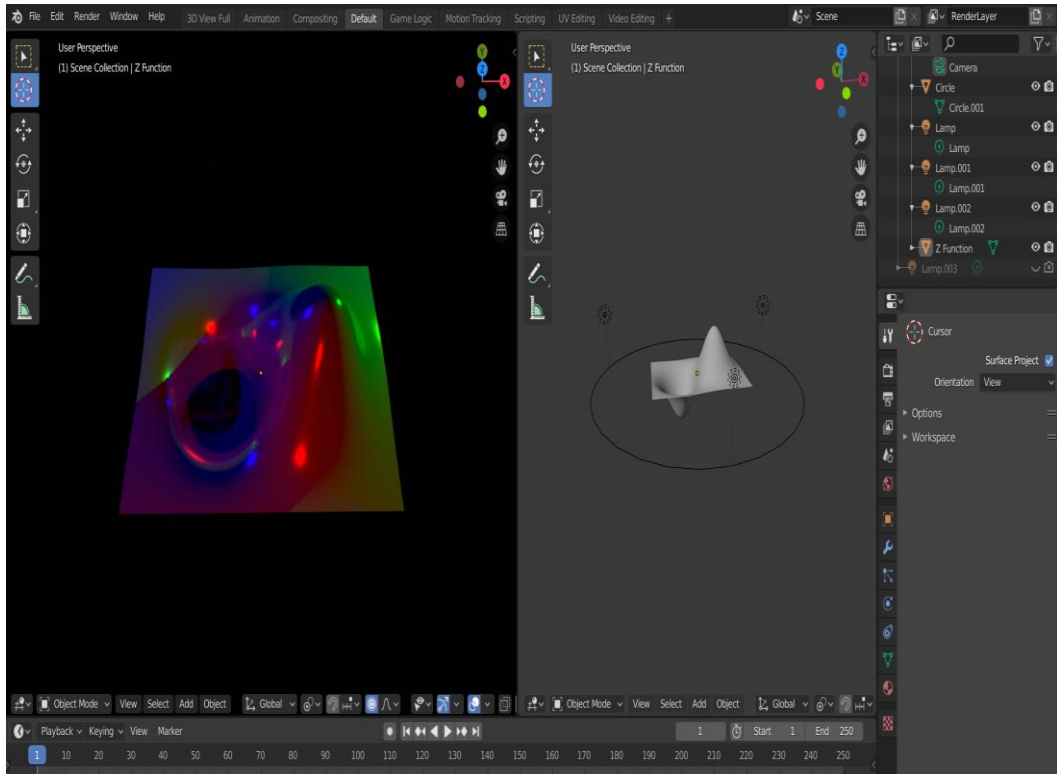 File Edit Render Window Help 3D View Full Animation Compositing Default Game Logic Motion Tracking Scripting UV Editing Video Editing + Scene RenderLayer
User Perspective
(1) Scene Collection | Z Function
Y
Z
X
User Perspective
(1) Scene Collection | Z Function
Z
Y
X
Camera
Circle
Circle.001
Lamp
Lamp
Lamp.001
Lamp.001
Lamp.002
Lamp.002
Z Function
Lamp.003
Cursor
Surface Project
Orientation View
Options
Workspace
Object Mode View Select Add Object Global
Object Mode View Select Add Object Global
Playback Keying View Marker 1 Start 1 End 250
1 10 20 30 40 50 60 70 80 90 100 110 120 130 140 150 160 170 180 190 200 210 220 230 240 250